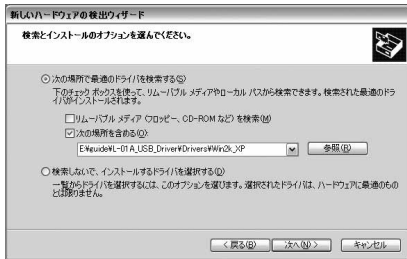 新しいハードウェアの検出ウィザード
検索とインストールのオプションを選んでください。
次の場所で最適のドライバを検索する(S)
下のチェック ボックスを使って、リムーバブル メディアやローカル パスから検索できます。検索された最適のドラ
イバがインストールされます。
リムーバブル メディア (フロッピー、CD-ROM など) を検索(M)
次の場所を含める(O):
E:¥guide¥L-01A_USB_Driver¥Drivers¥Win2k_XP
参照(R)
検索しないで、インストールするドライバを選択する(D)
一覧からドライバを選択するには、このオプションを選びます。選択されたドライバは、ハードウェアに最適のもの
とは限りません。
< 戻る(B) 次へ(N) > キャンセル